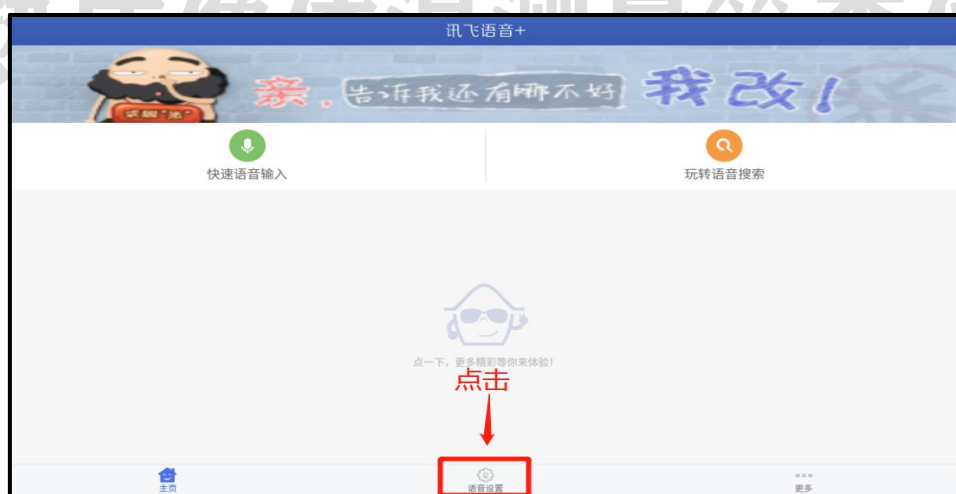 讯飞语音+
亲. 告诉我还有哪不好 我改！
快速语音输入
玩转语音搜索
点一下，更多精彩等你来体验！
点击
主页
语音设置
更多